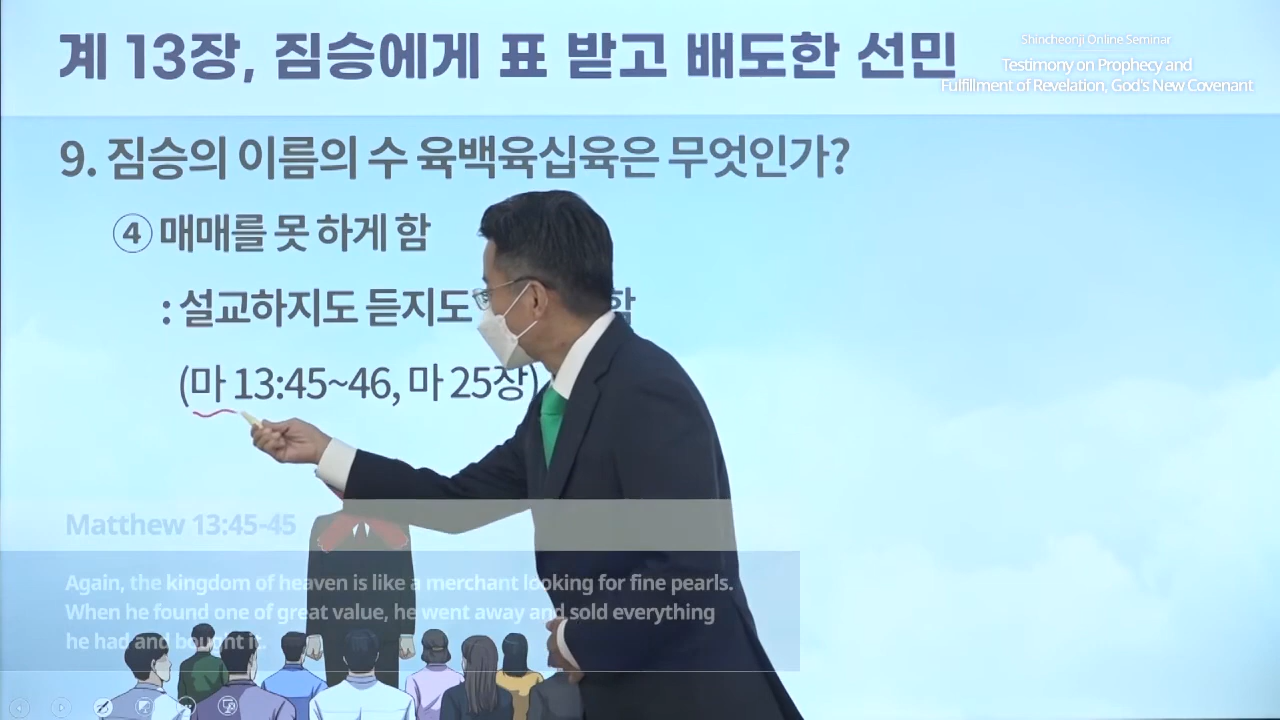 계 13장, 짐승에게 표 받고 배도한 선민
Shincheonji Online Seminar
Testimony on Prophecy and
Fulfillment of Revelation, God's New Covenant
9. 짐승의 이름의 수 육백육십육은 무엇인가?
④ 매매를 못 하게 함
: 설교하지도 듣지도 함
(마 13:45~46, 마 25장)
Matthew 13:45-45
Again, the kingdom of heaven is like a merchant looking for fine pearls.
When he found one of great value, he went away and sold everything
he had and bought it.